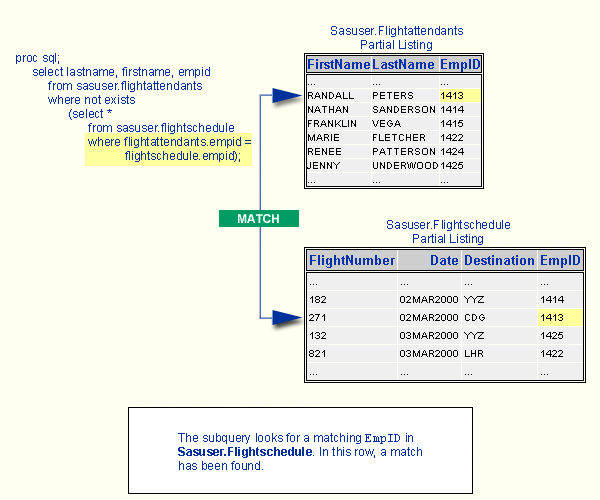 proc sql;
select lastname, firstname, empid
from sasuser.flightattendants
where not exists
(select *
from sasuser.flightschedule
where flightattendants.empid =
flightschedule.empid);
Sasuser.Flightattendants
Partial Listing
FirstName LastName EmpID
... ... ...
RANDALL PETERS 1413
NATHAN SANDERSON 1414
FRANKLIN VEGA 1415
MARIE FLETCHER 1422
RENEE PATTERSON 1424
JENNY UNDERWOOD 1425
... ... ...
MATCH
Sasuser.Flightschedule
Partial Listing
FlightNumber Date Destination EmpID
... ... ... ...
182 02MAR2000 YYZ 1414
271 02MAR2000 CDG 1413
132 03MAR2000 YYZ 1425
821 03MAR2000 LHR 1422
... ... ... ...
The subquery looks for a matching EmpID in
Sasuser.Flightschedule. In this row, a match
has been found.